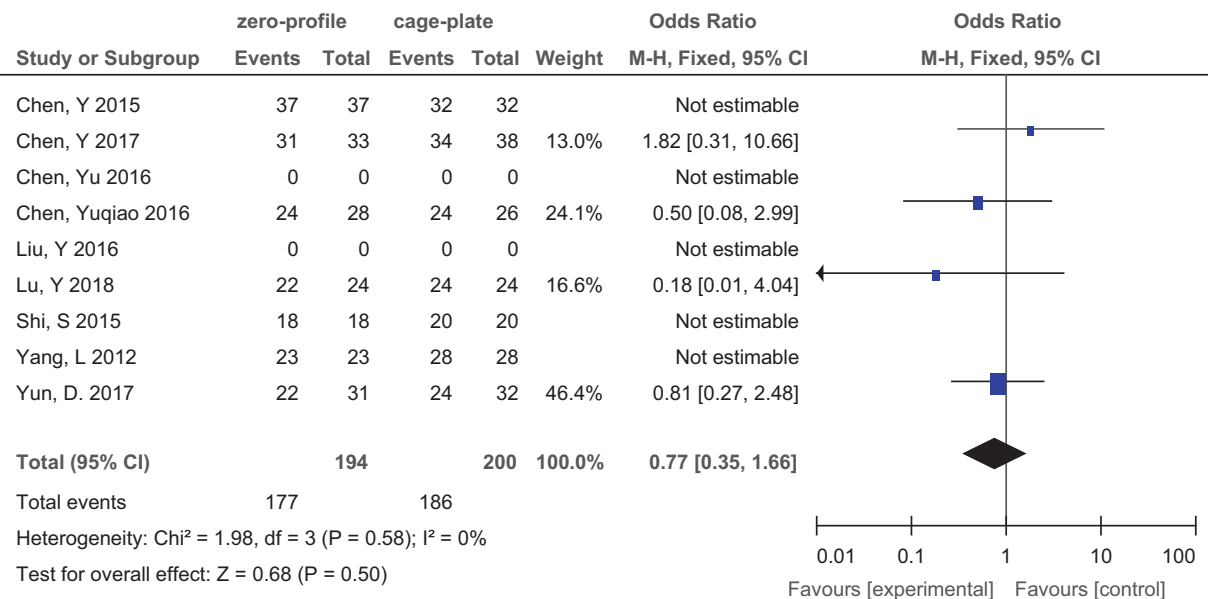 zero-profile cage-plate Odds Ratio Odds Ratio
Study or Subgroup Events Total Events Total Weight M-H, Fixed, 95% CI M-H, Fixed, 95% CI
Chen, Y 2015 37 37 32 32 Not estimable
Chen, Y 2017 31 33 34 38 13.0% 1.82 [0.31, 10.66]
Chen, Yu 2016 0 0 0 0 Not estimable
Chen, Yuqiao 2016 24 28 24 26 24.1% 0.50 [0.08, 2.99]
Liu, Y 2016 0 0 0 0 Not estimable
Lu, Y 2018 22 24 24 24 16.6% 0.18 [0.01, 4.04]
Shi, S 2015 18 18 20 20 Not estimable
Yang, L 2012 23 23 28 28 Not estimable
Yun, D. 2017 22 31 24 32 46.4% 0.81 [0.27, 2.48]
Total (95% CI) 194 200 100.0% 0.77 [0.35, 1.66]
Total events 177 186
Heterogeneity: Chi² = 1.98, df = 3 (P = 0.58); I² = 0%
Test for overall effect: Z = 0.68 (P = 0.50)
0.01 0.1 1 10 100
Favours [experimental] Favours [control]